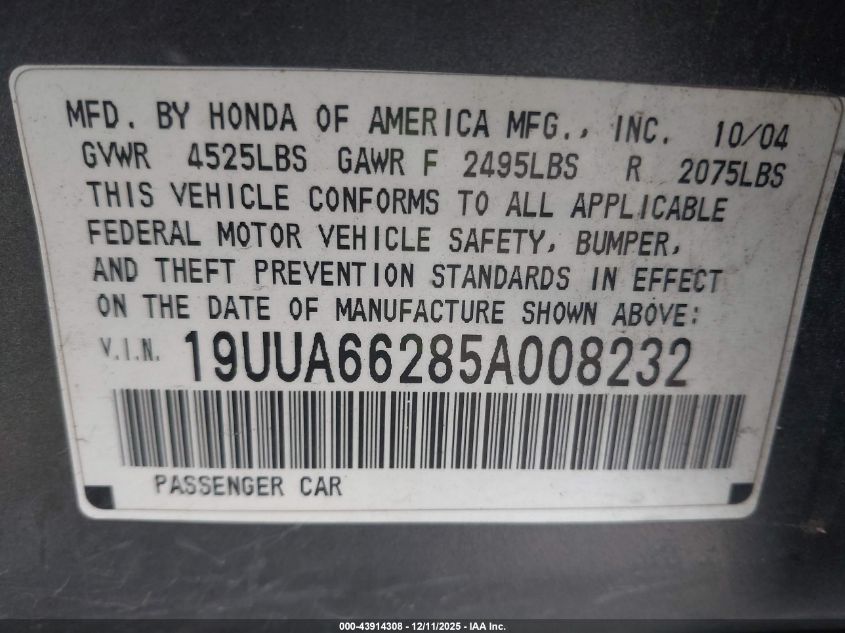 MFD. BY HONDA OF AMERICA MFG., INC. 10/04
GVWR 4525LBS GAWR F 2495LBS R 2075LBS
THIS VEHICLE CONFORMS TO ALL APPLICABLE
FEDERAL MOTOR VEHICLE SAFETY, BUMPER,
AND THEFT PREVENTION STANDARDS IN EFFECT
ON THE DATE OF MANUFACTURE SHOWN ABOVE:
V.I.N. 19UUA66285A008232
PASSENGER CAR
000-43914308 - 12/11/2025 - IAA Inc.